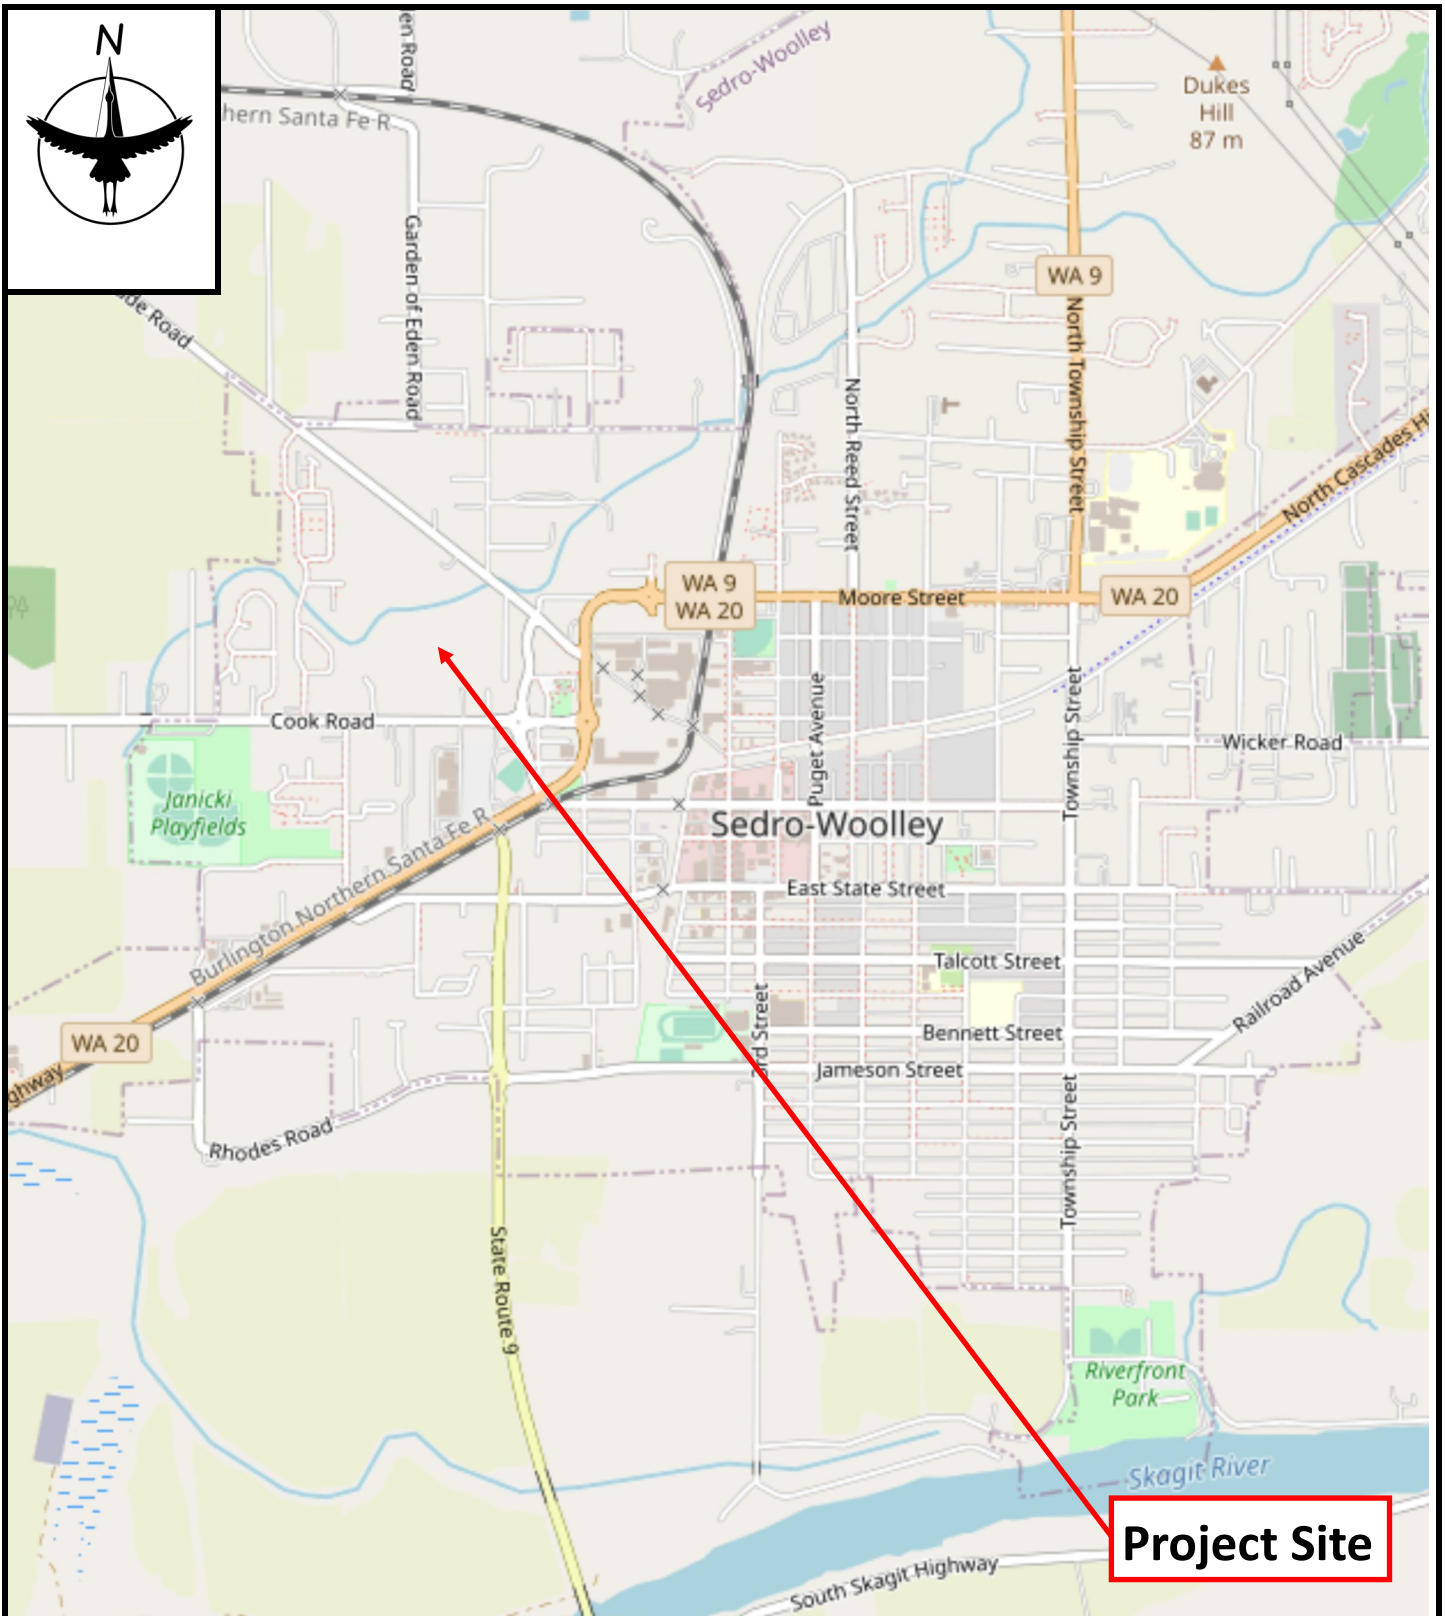 N
en Road
hern Santa Fe R
Sedro-Woolley
Dukes
Hill
87 m
WA 9
Garden of Eden Road
de Road
North Township Street
North Reed Street
North Cascades Hi
WA 9
WA 20
Moore Street
WA 20
Puget Avenue
Township Street
Cook Road
Wicker Road
Janicki
Playfields
Sedro-Woolley
Burlington Northern Santa Fe R
East State Street
Talcott Street
Railroad Avenue
3rd Street
Bennett Street
WA 20
ghway
Jameson Street
Rhodes Road
Township Street
State Route 9
Riverfront
Park
Skagit River
Project Site
South Skagit Highway